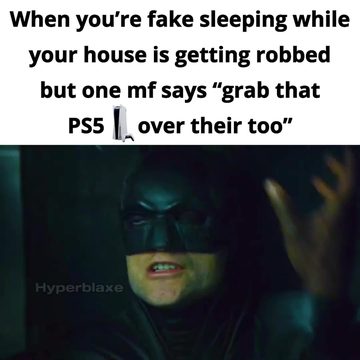 When you’re fake sleeping while
your house is getting robbed
but one mf says “grab that
PS5 over their too”
Hyperblaxe